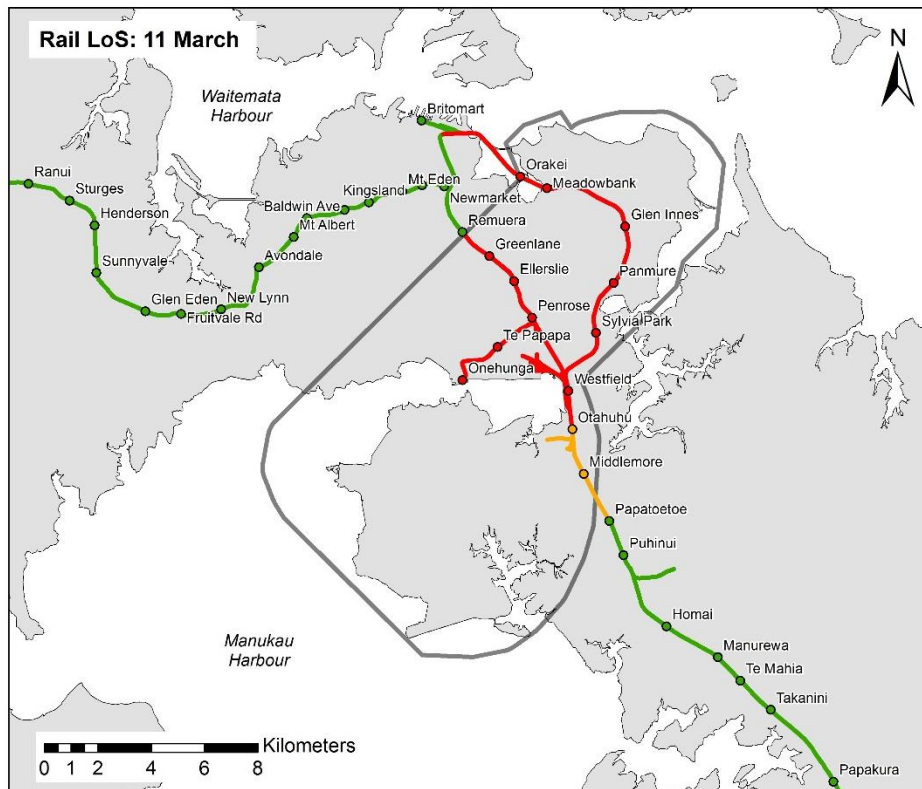 Rail LoS: 11 March
N
Waitemata
Harbour
Britomart
Ranui
Sturges
Henderson
Sunnyvale
Glen Eden
Fruitvale Rd
New Lynn
Avondale
Mt Albert
Baldwin Ave
Kingsland
Mt Eden
Newmarket
Remuera
Greenlane
Ellerslie
Penrose
Te Papapa
Onehunga
Orakei
Meadowbank
Glen Innes
Panmure
Sylvia Park
Westfield
Otahuhu
Middlemore
Papatoetoe
Puhinui
Homai
Manurewa
Te Mahia
Takanini
Papakura
Manukau
Harbour
Kilometers
0 1 2 4 6 8